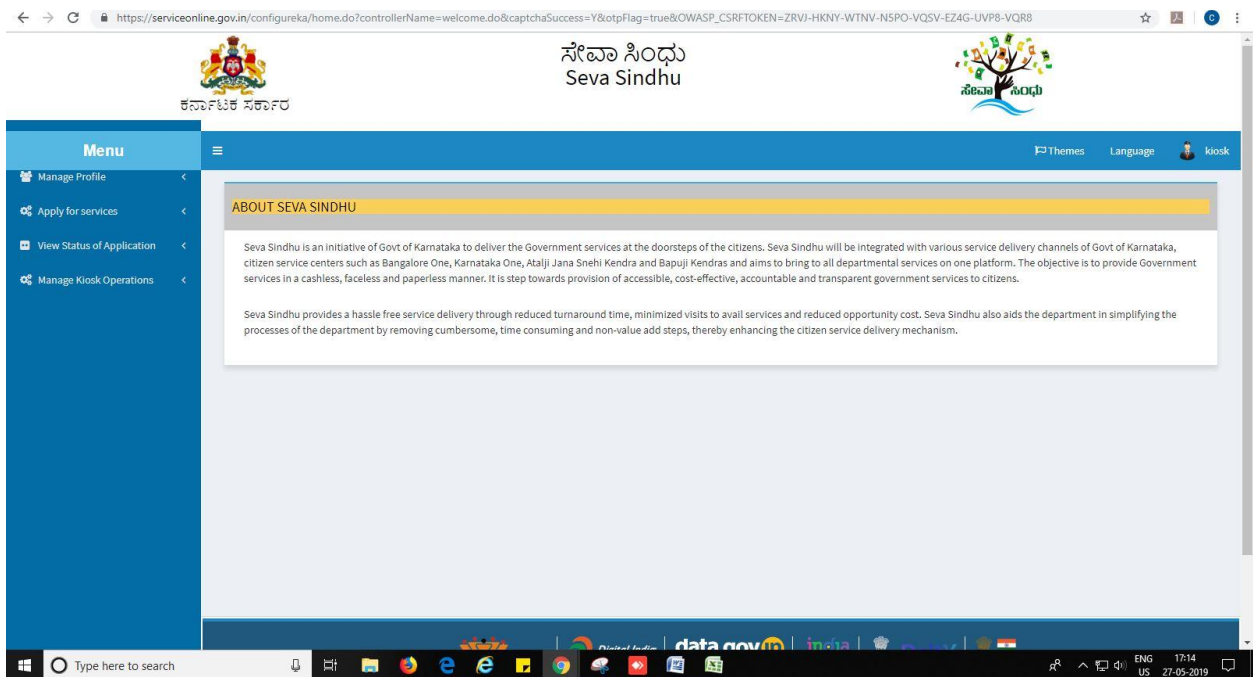 https://serviceonline.gov.in/configureka/home.do?controllerName=welcome.do&captchaSuccess=Y&otpFlag=true&OWASP_CSRFTOKEN=ZRVJ-HKNY-WTNV-N5PO-VQSV-EZ4G-UVP8-VQR8
C
ಕರ್ನಾಟಕ ಸರ್ಕಾರ
ಸೇವಾ ಸಿಂಧು
Seva Sindhu
ಸೇವಾ ಸಿಂಧು
Menu
Themes Language kiosk
Manage Profile
Apply for services
View Status of Application
Manage Kiosk Operations
ABOUT SEVA SINDHU
Seva Sindhu is an initiative of Govt of Karnataka to deliver the Government services at the doorsteps of the citizens. Seva Sindhu will be integrated with various service delivery channels of Govt of Karnataka,
citizen service centers such as Bangalore One, Karnataka One, Atalji Jana Snehi Kendra and Bapuji Kendras and aims to bring to all departmental services on one platform. The objective is to provide Government
services in a cashless, faceless and paperless manner. It is step towards provision of accessible, cost-effective, accountable and transparent government services to citizens.
Seva Sindhu provides a hassle free service delivery through reduced turnaround time, minimized visits to avail services and reduced opportunity cost. Seva Sindhu also aids the department in simplifying the
processes of the department by removing cumbersome, time consuming and non-value add steps, thereby enhancing the citizen service delivery mechanism.
Digital India data.gov.in india
Type here to search
ENG 17:14
US 27-05-2019